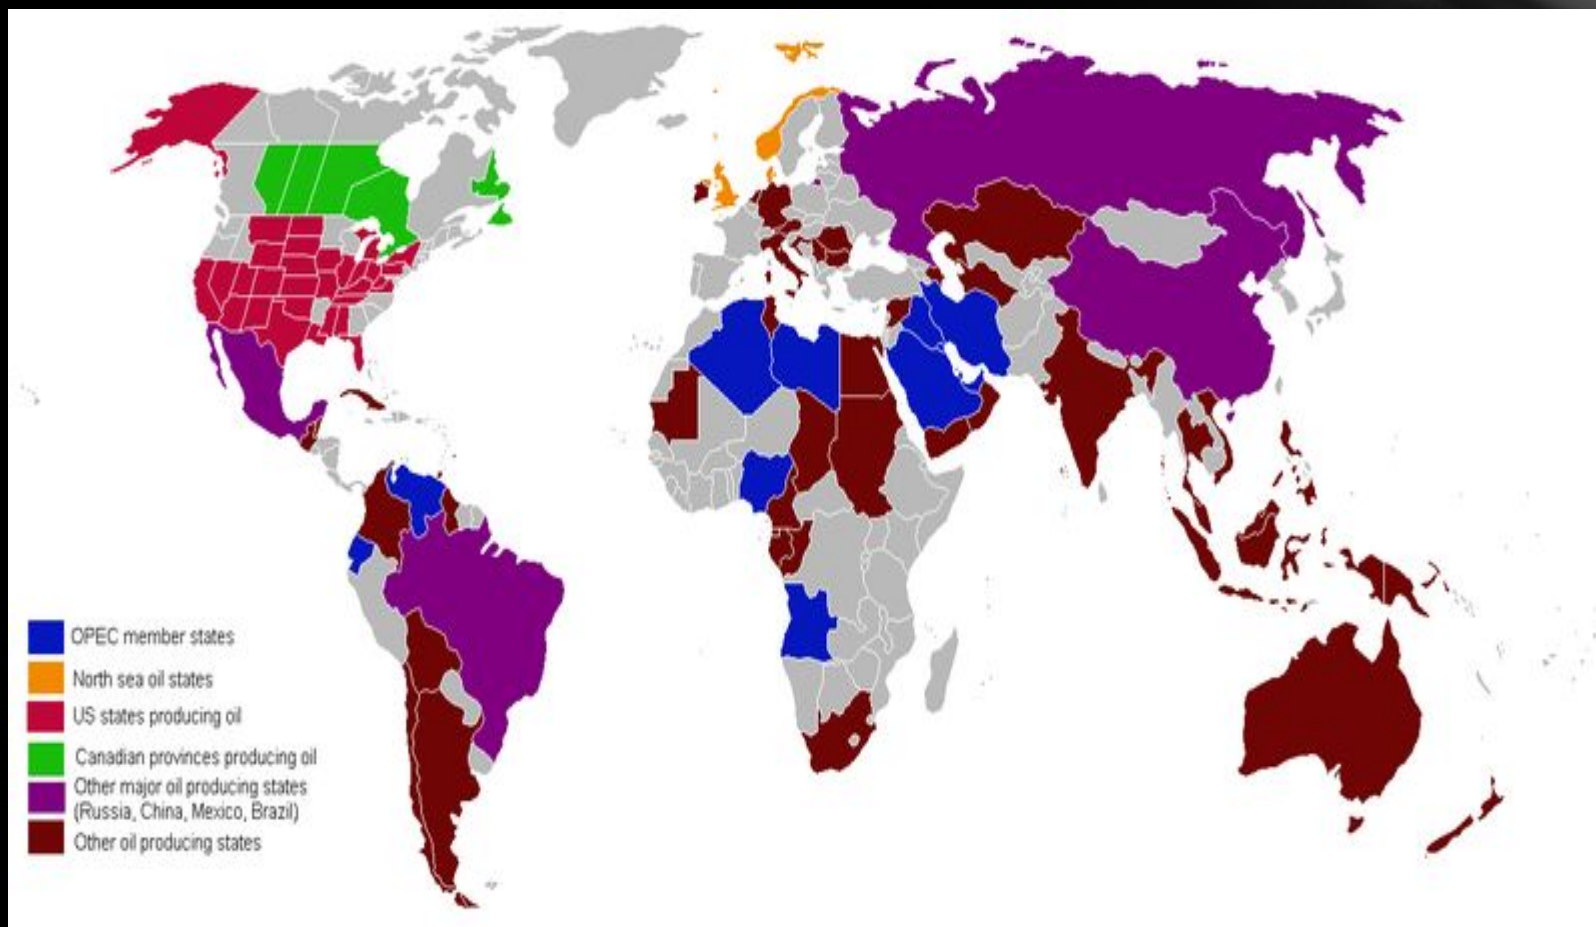 OPEC member states
North sea oil states
US states producing oil
Canadian provinces producing oil
Other major oil producing states
(Russia, China, Mexico, Brazil)
Other oil producing states